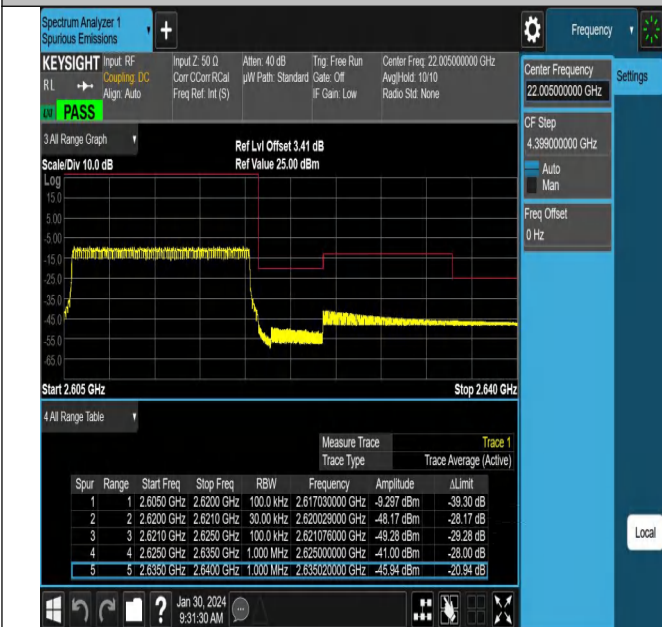 Spectrum Analyzer 1
Spurious Emissions
+
Frequency
KEYSIGHT Input: RF Input Z: 50 Ω Atten: 40 dB Trig: Free Run Center Freq: 22.005000000 GHz
RL Coupling: DC Corr CCorr RCal µW Path: Standard Gate: Off Avg|Hold: 10/10
Align: Auto Freq Ref: Int (S) IF Gain: Low Radio Std: None
LXI PASS
Center Frequency
22.005000000 GHz
Settings
CF Step
4.399000000 GHz
Auto
Man
Freq Offset
0 Hz
3 All Range Graph
Ref Lvl Offset 3.41 dB
Scale/Div 10.0 dB Ref Value 25.00 dBm
Log
15.0
5.00
-5.00
-15.0
-25.0
-35.0
-45.0
-55.0
-65.0
Start 2.605 GHz Stop 2.640 GHz
4 All Range Table
Measure Trace Trace 1
Trace Type Trace Average (Active)
Spur Range Start Freq Stop Freq RBW Frequency Amplitude ΔLimit
1 1 2.6050 GHz 2.6200 GHz 100.0 kHz 2.617030000 GHz -9.297 dBm -39.30 dB
2 2 2.6200 GHz 2.6210 GHz 30.00 kHz 2.620029000 GHz -48.17 dBm -28.17 dB
3 3 2.6210 GHz 2.6250 GHz 100.0 kHz 2.621076000 GHz -49.28 dBm -29.28 dB
4 4 2.6250 GHz 2.6350 GHz 1.000 MHz 2.625000000 GHz -41.00 dBm -28.00 dB
5 5 2.6350 GHz 2.6400 GHz 1.000 MHz 2.635020000 GHz -45.94 dBm -20.94 dB
Local
? Jan 30, 2024
9:31:30 AM